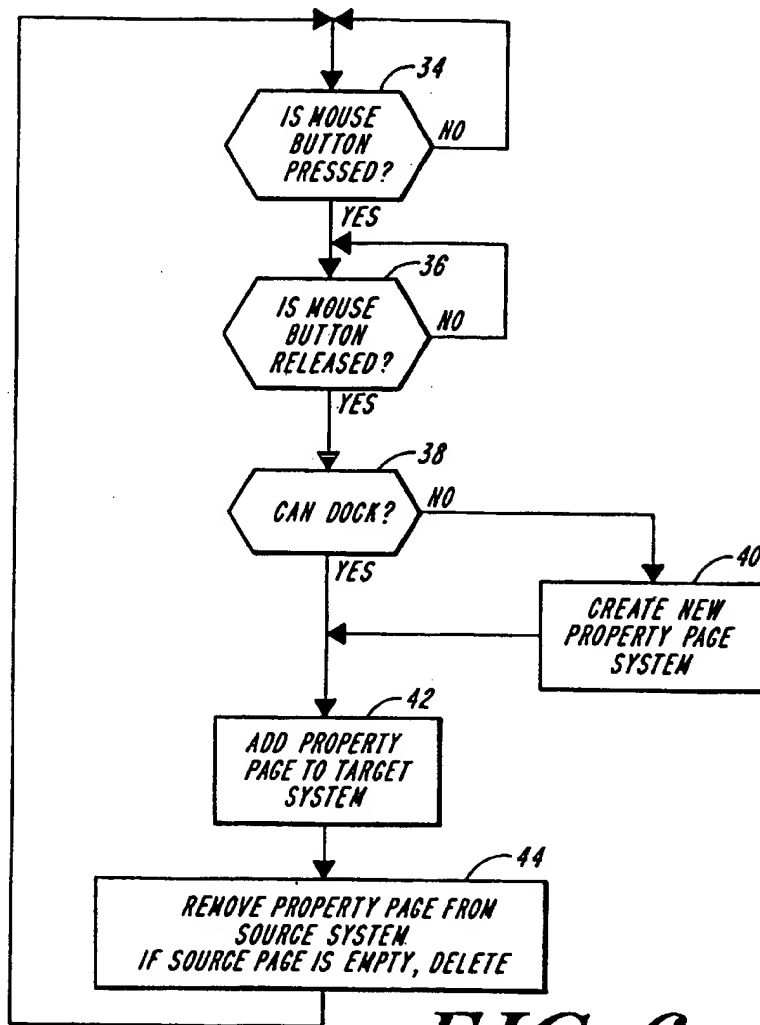 34
IS MOUSE
BUTTON
PRESSED?
NO
YES
36
IS MOUSE
BUTTON
RELEASED?
NO
YES
38
CAN DOCK?
NO
YES
40
CREATE NEW
PROPERTY PAGE
SYSTEM
42
ADD PROPERTY
PAGE TO TARGET
SYSTEM
44
REMOVE PROPERTY PAGE FROM
SOURCE SYSTEM.
IF SOURCE PAGE IS EMPTY, DELETE